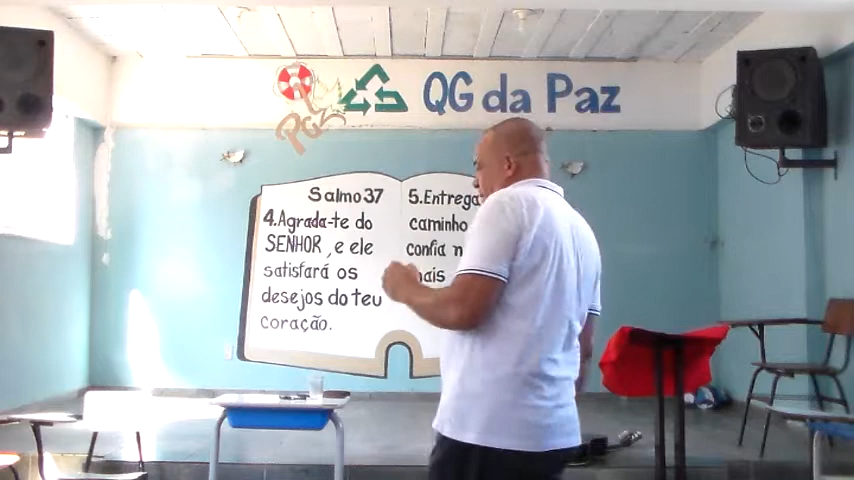 QG da Paz
Paz
Salmo 37
4.Agrada-te do
SENHOR, e ele
satisfará os
desejos do teu
coração.
5.Entrega
caminho
confia
mais